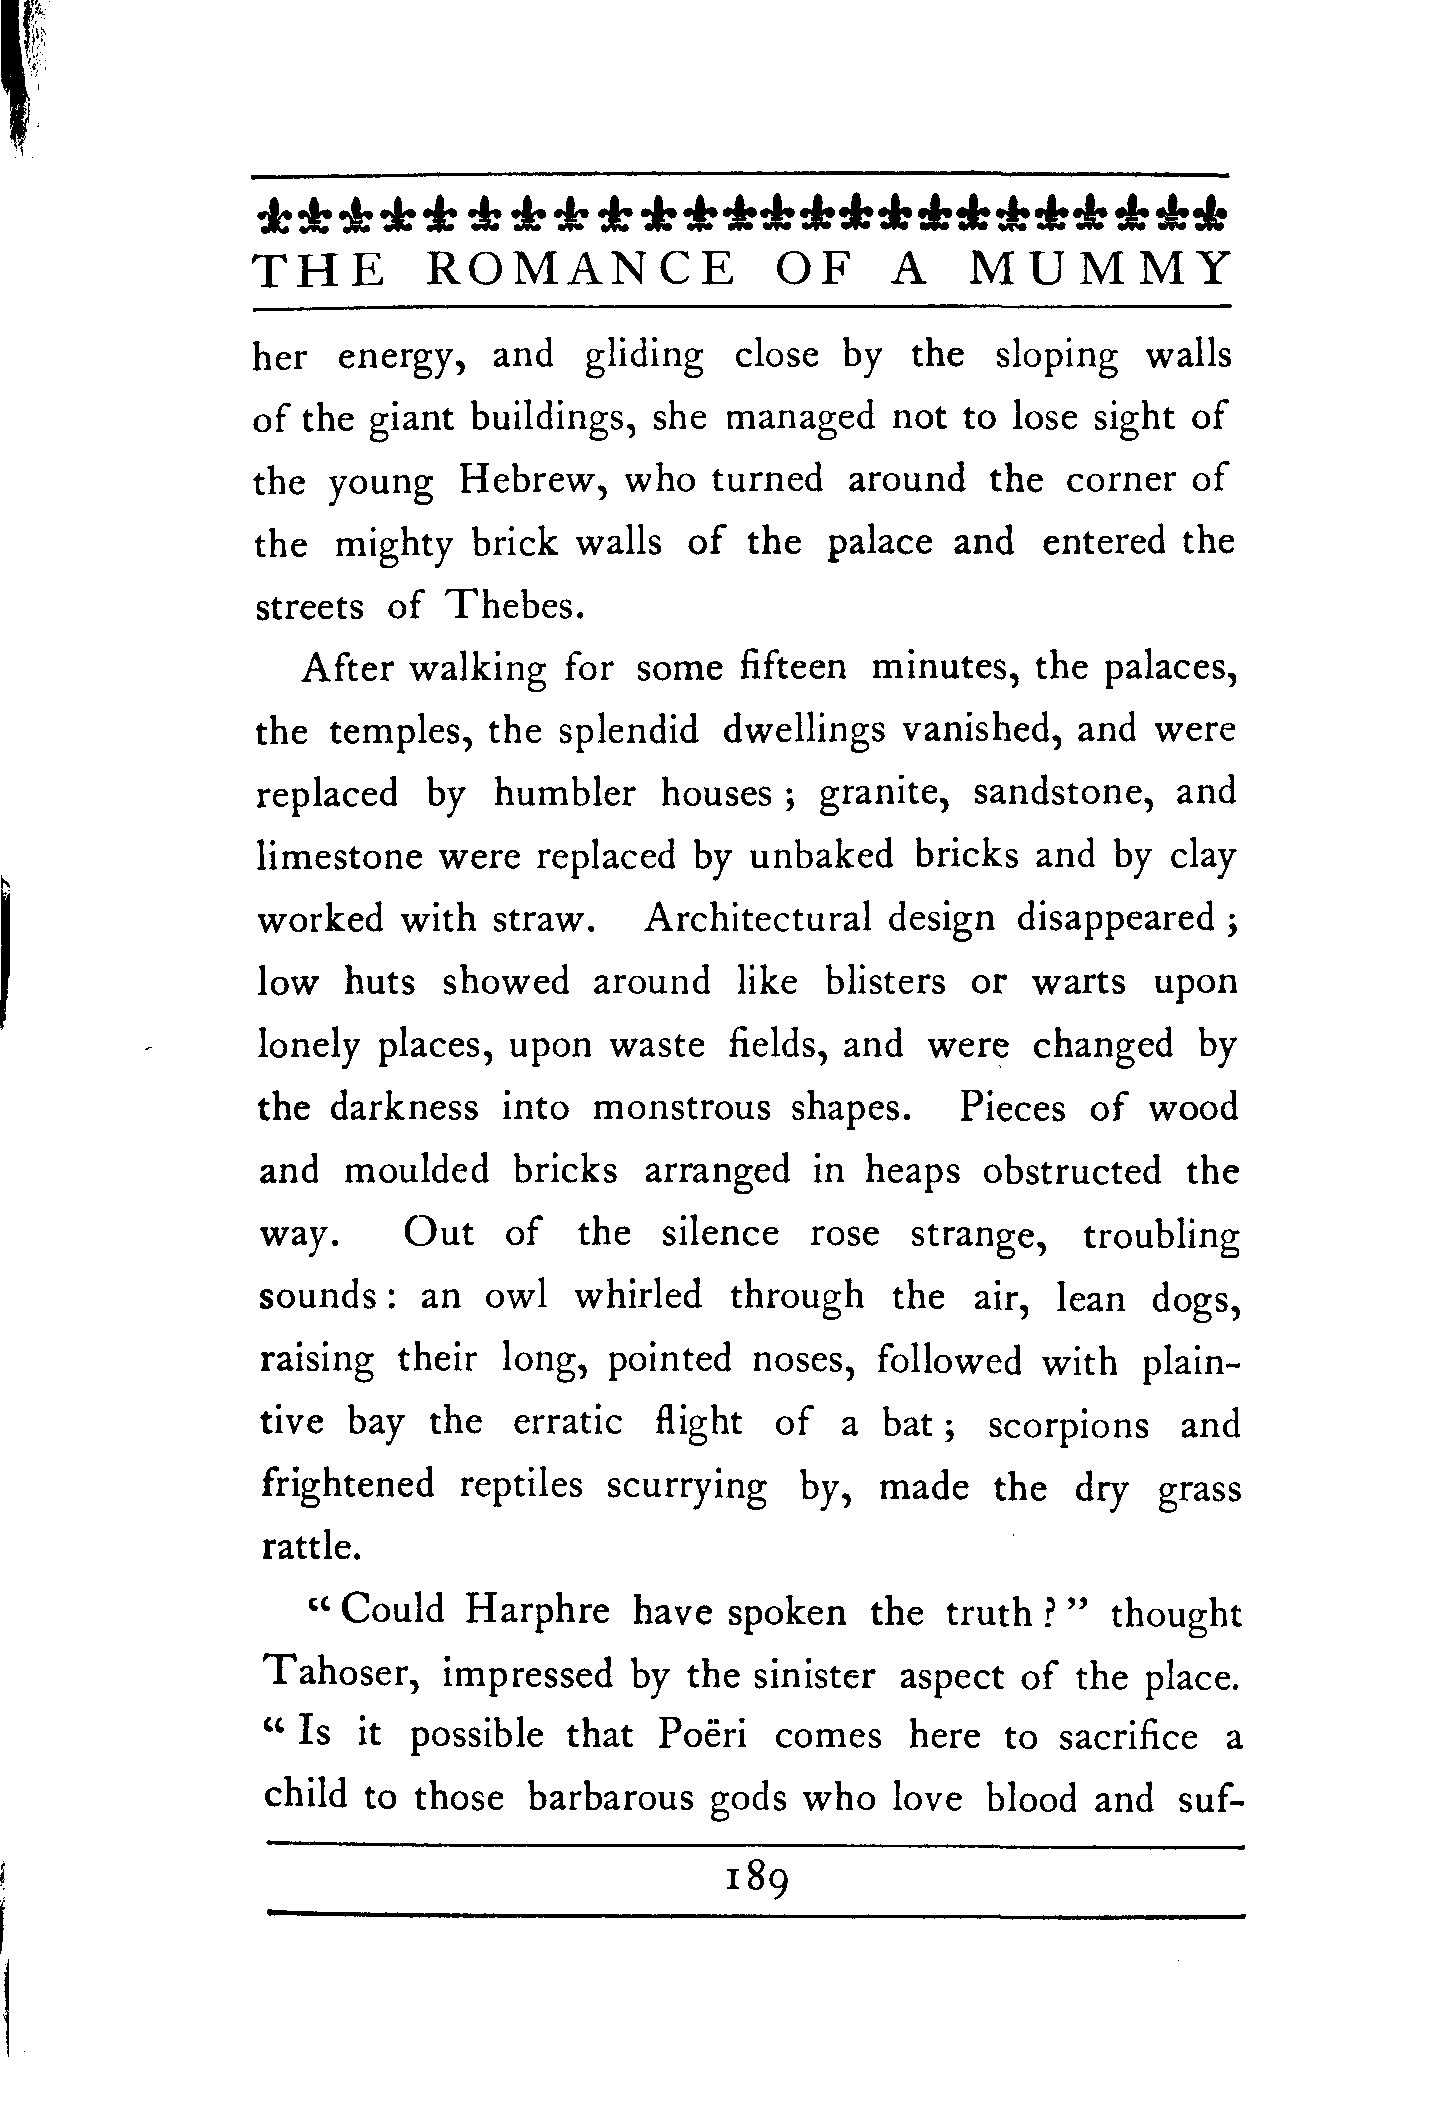 THE ROMANCE OF A MUMMY
her energy, and gliding close by the sloping walls
of the giant buildings, she managed not to lose sight of
the young Hebrew, who turned around the corner of
the mighty brick walls of the palace and entered the
streets of Thebes.
After walking for some fifteen minutes, the palaces,
the temples, the splendid dwellings vanished, and were
replaced by humbler houses ; granite, sandstone, and
limestone were replaced by unbaked bricks and by clay
worked with straw. Architectural design disappeared ;
low huts showed around like blisters or warts upon
lonely places, upon waste fields, and were changed by
the darkness into monstrous shapes. Pieces of wood
and moulded bricks arranged in heaps obstructed the
way. Out of the silence rose strange, troubling
sounds : an owl whirled through the air, lean dogs,
raising their long, pointed noses, followed with plain-
tive bay the erratic flight of a bat ; scorpions and
frightened reptiles scurrying by, made the dry grass
rattle.
“ Could Harphre have spoken the truth ? ” thought
Tahoser, impressed by the sinister aspect of the place.
“ Is it possible that Poëri comes here to sacrifice a
child to those barbarous gods who love blood and suf-
189